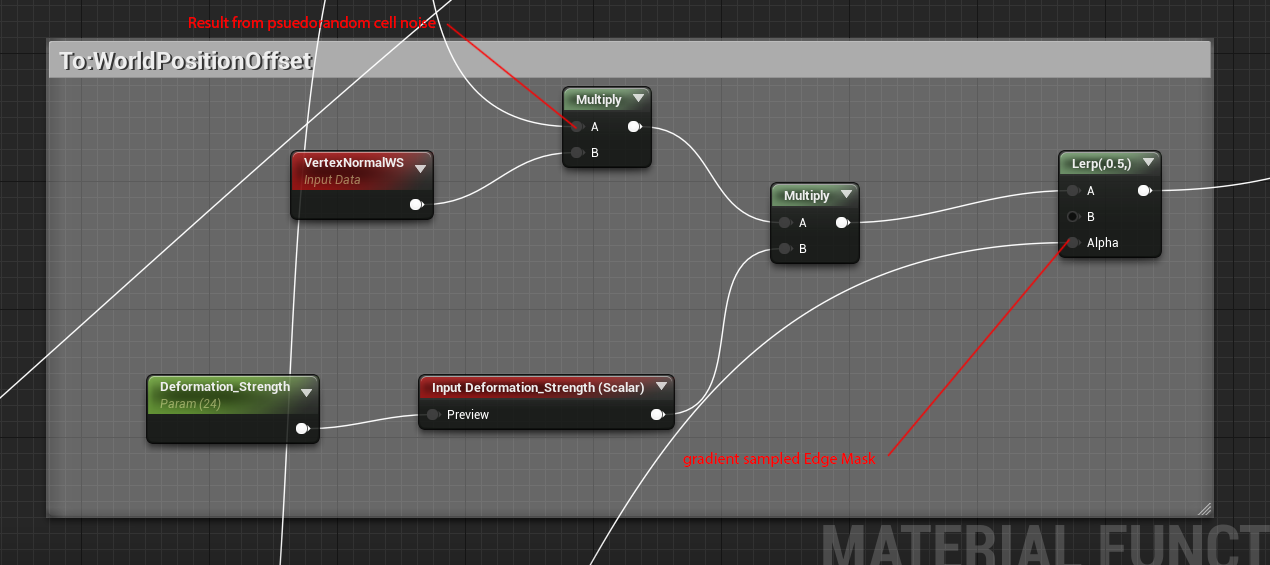 Result from psuedorandom cell noise
To:WorldPositionOffset
Multiply
A
B
VertexNormalWS
Input Data
Multiply
A
B
Lerp(,0.5,)
A
B
Alpha
Deformation_Strength
Param (24)
Input Deformation_Strength (Scalar)
Preview
gradient sampled Edge Mask
MATERIAL FUNCT